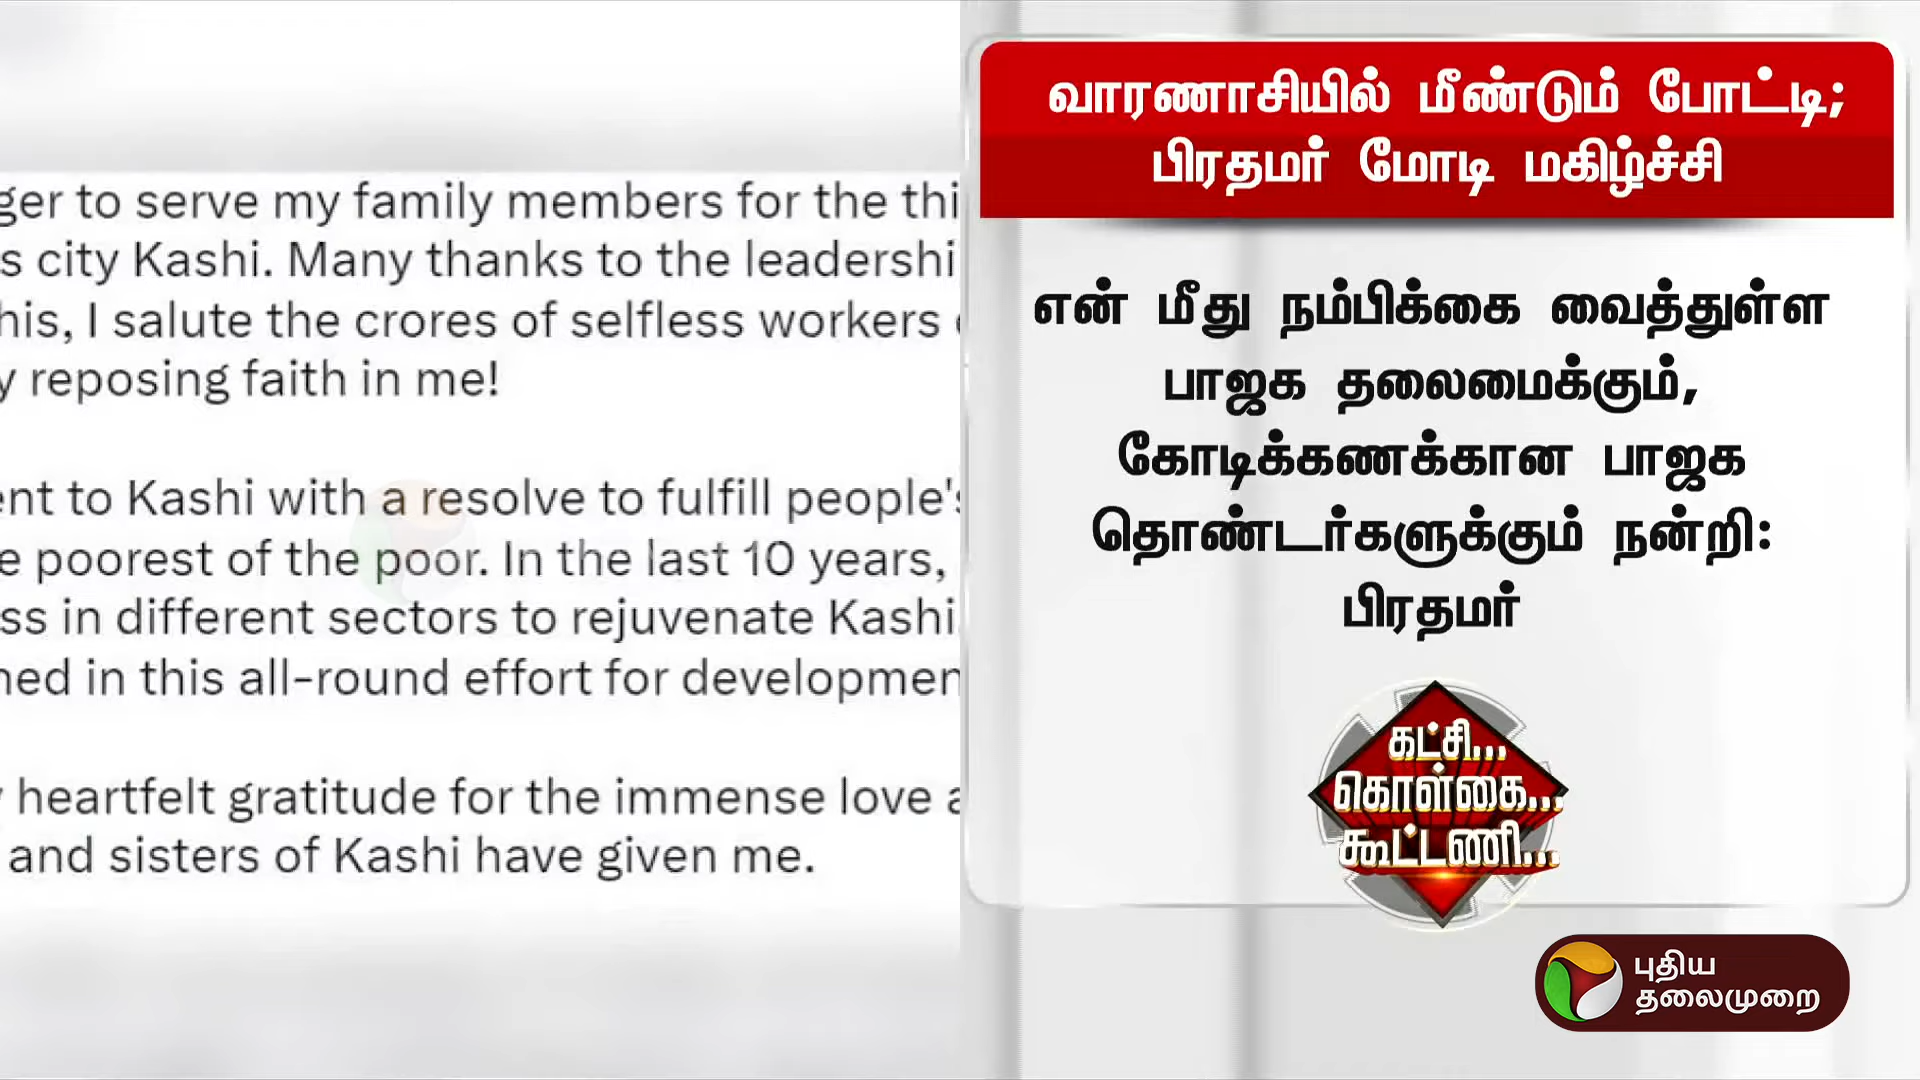 ger to serve my family members for the thi
s city Kashi. Many thanks to the leadershi
his, I salute the crores of selfless workers
y reposing faith in me!
ent to Kashi with a resolve to fulfill people's
e poorest of the poor. In the last 10 years,
ss in different sectors to rejuvenate Kashi
ned in this all-round effort for developmen
heartfelt gratitude for the immense love a
and sisters of Kashi have given me.
வாரணாசியில் மீண்டும் போட்டி;
பிரதமர் மோடி மகிழ்ச்சி
என் மீது நம்பிக்கை வைத்துள்ள
பாஜக தலைமைக்கும்,
கோடிக்கணக்கான பாஜக
தொண்டர்களுக்கும் நன்றி:
பிரதமர்
கட்சி...
கொள்கை...
கூட்டணி...
புதிய
தலைமுறை